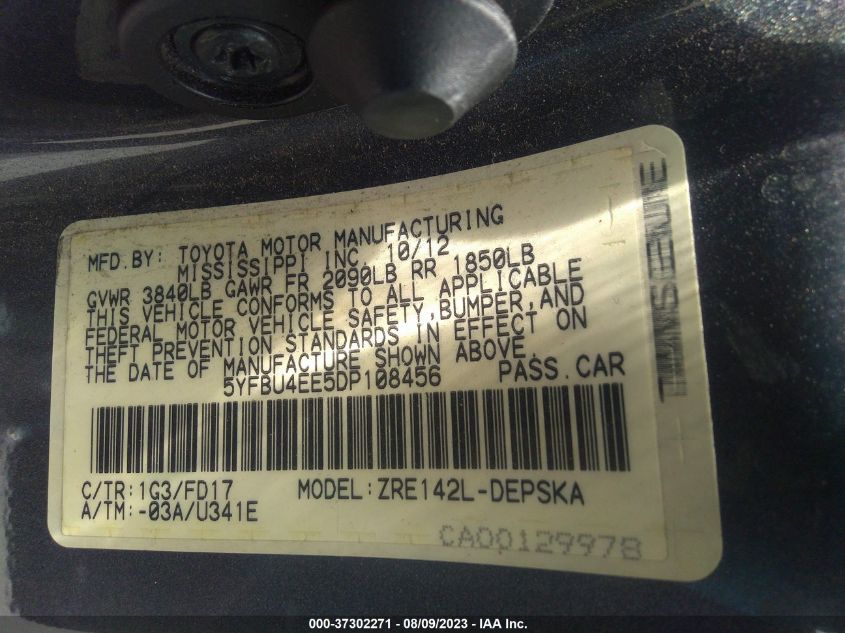 MFD.BY: TOYOTA MOTOR MANUFACTURING
MISSISSIPPI INC. 10/12
GVWR 3840LB GAWR FR 2090LB RR 1850LB
THIS VEHICLE CONFORMS TO ALL APPLICABLE
FEDERAL MOTOR VEHICLE SAFETY,BUMPER,AND
THEFT PREVENTION STANDARDS IN EFFECT ON
THE DATE OF MANUFACTURE SHOWN ABOVE.
5YFBU4EE5DP108456 PASS.CAR
C/TR:1G3/FD17 MODEL:ZRE142L-DEPSKA
A/TM:-03A/U341E
CA00129978
000-37302271 - 08/09/2023 - IAA Inc.